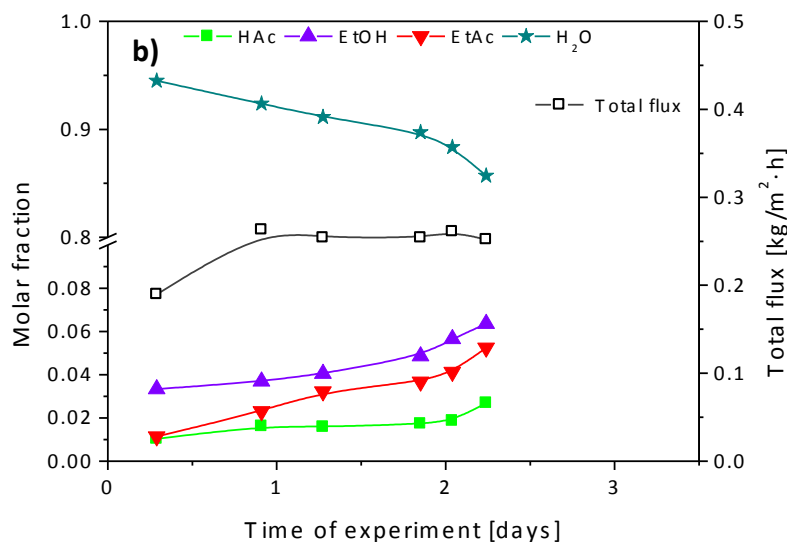 b)
HAc EtOH EtAc H₂O
Total flux
Molar fraction
1.0
0.9
0.8
0.08
0.06
0.04
0.02
0.00
0.5
0.4
0.3
0.2
0.1
0.0
Total flux [kg/m²·h]
0 1 2 3
Time of experiment [days]